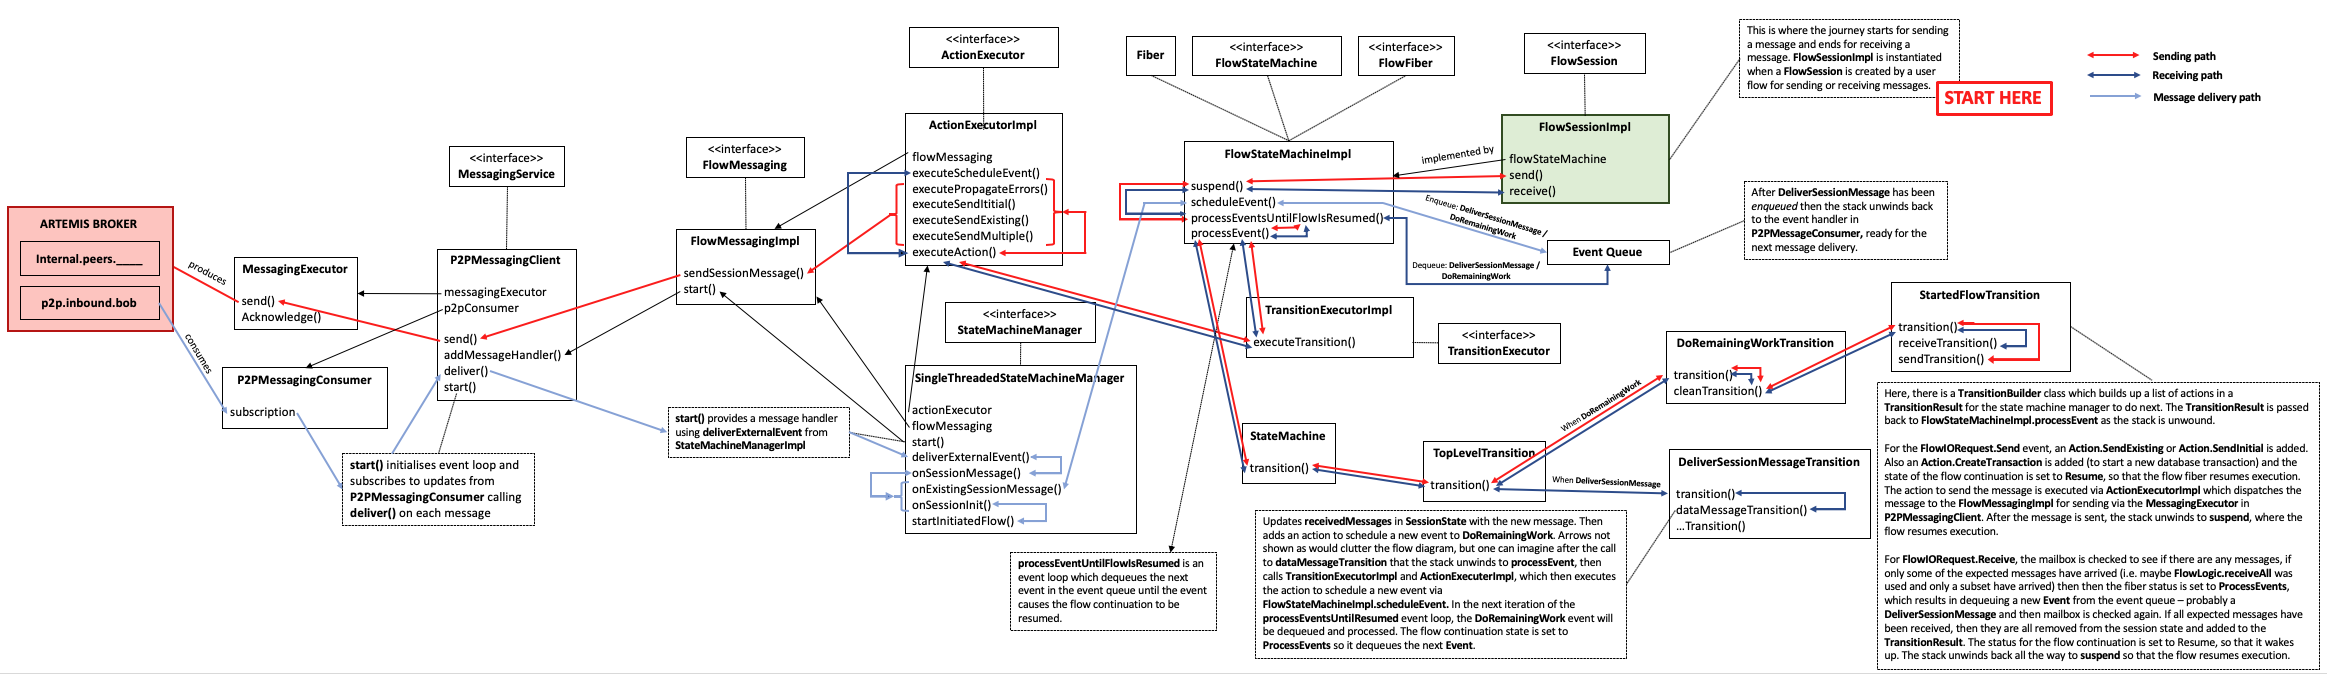 ARTEMIS BROKER
Internal.peers.____
p2p.inbound.bob
produces
consumes
MessagingExecutor
send()
Acknowledge()
P2PMessagingConsumer
subscription
<<interface>>
MessagingService
P2PMessagingClient
messagingExecutor
p2pConsumer
send()
addMessageHandler()
deliver()
start()
start() initialises event loop and
subscribes to updates from
P2PMessagingConsumer calling
deliver() on each message
<<interface>>
FlowMessaging
FlowMessagingImpl
sendSessionMessage()
start()
start() provides a message handler
using deliverExternalEvent from
StateMachineManagerImpl
<<interface>>
ActionExecutor
ActionExecutorImpl
flowMessaging
executeScheduleEvent()
executePropagateErrors()
executeSendItitial()
executeSendExisting()
executeSendMultiple()
executeAction()
<<interface>>
StateMachineManager
SingleThreadedStateMachineManager
actionExecutor
flowMessaging
start()
deliverExternalEvent()
onSessionMessage()
onExistingSessionMessage()
onSessionInit()
startInitiatedFlow()
Fiber
<<interface>>
FlowStateMachine
<<interface>>
FlowFiber
FlowStateMachineImpl
suspend()
scheduleEvent()
processEventsUntilFlowIsResumed()
processEvent()
processEventUntilFlowIsResumed is an
event loop which dequeues the next
event in the event queue until the event
causes the flow continuation to be
resumed.
<<interface>>
FlowSession
FlowSessionImpl
flowStateMachine
send()
receive()
implemented by
Enqueue: DeliverSessionMessage /
DoRemainingWork
Dequeue: DeliverSessionMessage /
DoRemainingWork
Event Queue
This is where the journey starts for sending
a message and ends for receiving a
message. FlowSessionImpl is instantiated
when a FlowSession is created by a user
flow for sending or receiving messages.
START HERE
Sending path
Receiving path
Message delivery path
After DeliverSessionMessage has been
enqueued then the stack unwinds back
to the event handler in
P2PMessageConsumer, ready for the
next message delivery.
TransitionExecutorImpl
executeTransition()
<<interface>>
TransitionExecutor
StateMachine
transition()
TopLevelTransition
transition()
When DoRemainingWork
When DeliverSessionMessage
DoRemainingWorkTransition
transition()
cleanTransition()
StartedFlowTransition
transition()
receiveTransition()
sendTransition()
DeliverSessionMessageTransition
transition()
dataMessageTransition()
...Transition()
Updates receivedMessages in SessionState with the new message. Then
adds an action to schedule a new event to DoRemainingWork. Arrows not
shown as would clutter the flow diagram, but one can imagine after the call
to dataMessageTransition that the stack unwinds to processEvent, then
calls TransitionExecutorImpl and ActionExecuterImpl, which then executes
the action to schedule a new event via
FlowStateMachineImpl.scheduleEvent. In the next iteration of the
processEventsUntilResumed event loop, the DoRemainingWork event will
be dequeued and processed. The flow continuation state is set to
ProcessEvents so it dequeues the next Event.
Here, there is a TransitionBuilder class which builds up a list of actions in a
TransitionResult for the state machine manager to do next. The TransitionResult is passed
back to FlowStateMachineImpl.processEvent as the stack is unwound.
For the FlowIORequest.Send event, an Action.SendExisting or Action.SendInitial is added.
Also an Action.CreateTransaction is added (to start a new database transaction) and the
state of the flow continuation is set to Resume, so that the flow fiber resumes execution.
The action to send the message is executed via ActionExecutorImpl which dispatches the
message to the FlowMessagingImpl for sending via the MessagingExecutor in
P2PMessagingClient. After the message is sent, the stack unwinds to suspend, where the
flow resumes execution.
For FlowIORequest.Receive, the mailbox is checked to see if there are any messages, if
only some of the expected messages have arrived (i.e. maybe FlowLogic.receiveAll was
used and only a subset have arrived) then then the fiber status is set to ProcessEvents,
which results in dequeuing a new Event from the event queue – probably a
DeliverSessionMessage and then mailbox is checked again. If all expected messages have
been received, then they are all removed from the session state and added to the
TransitionResult. The status for the flow continuation is set to Resume, so that it wakes
up. The stack unwinds back all the way to suspend so that the flow resumes execution.